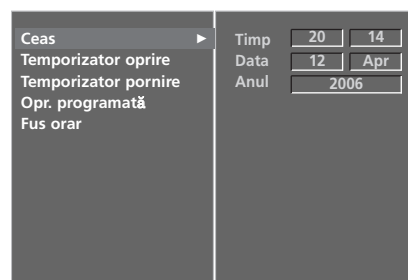 Ceas ►
Temporizator oprire
Temporizator pornire
Opr. programată
Fus orar
Timp 20 14
Data 12 Apr
Anul 2006